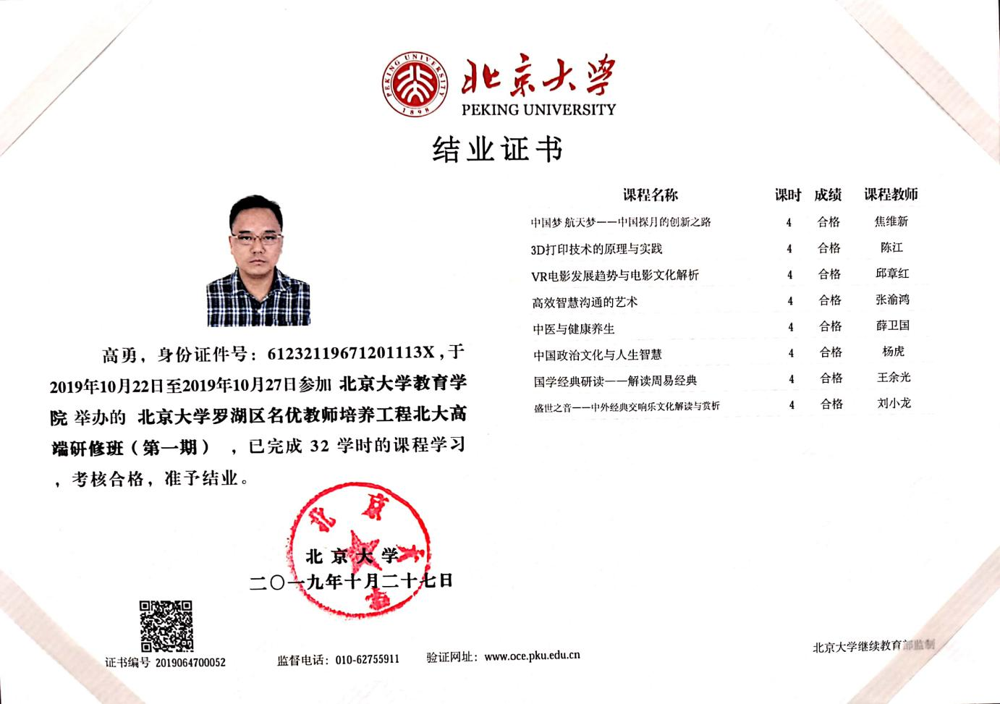 PEKING UNIVERSITY
1898
北京大学
PEKING UNIVERSITY
结业证书
高勇，身份证件号：61232119671201113X，于
2019年10月22日至2019年10月27日参加 北京大学教育学
院 举办的 北京大学罗湖区名优教师培养工程北大高
端研修班（第一期） ，已完成 32 学时的课程学习
，考核合格，准予结业。
北京大学
北京大学
二〇一九年十月二十七日
课程名称 课时 成绩 课程教师
中国梦 航天梦——中国探月的创新之路 4 合格 焦维新
3D打印技术的原理与实践 4 合格 陈江
VR电影发展趋势与电影文化解析 4 合格 邱章红
高效智慧沟通的艺术 4 合格 张渝鸿
中医与健康养生 4 合格 薛卫国
中国政治文化与人生智慧 4 合格 杨虎
国学经典研读——解读周易经典 4 合格 王余光
盛世之音——中外经典交响乐文化解读与赏析 4 合格 刘小龙
证书编号 2019064700052
监督电话：010-62755911
验证网址：www.oce.pku.edu.cn
北京大学继续教育部监制